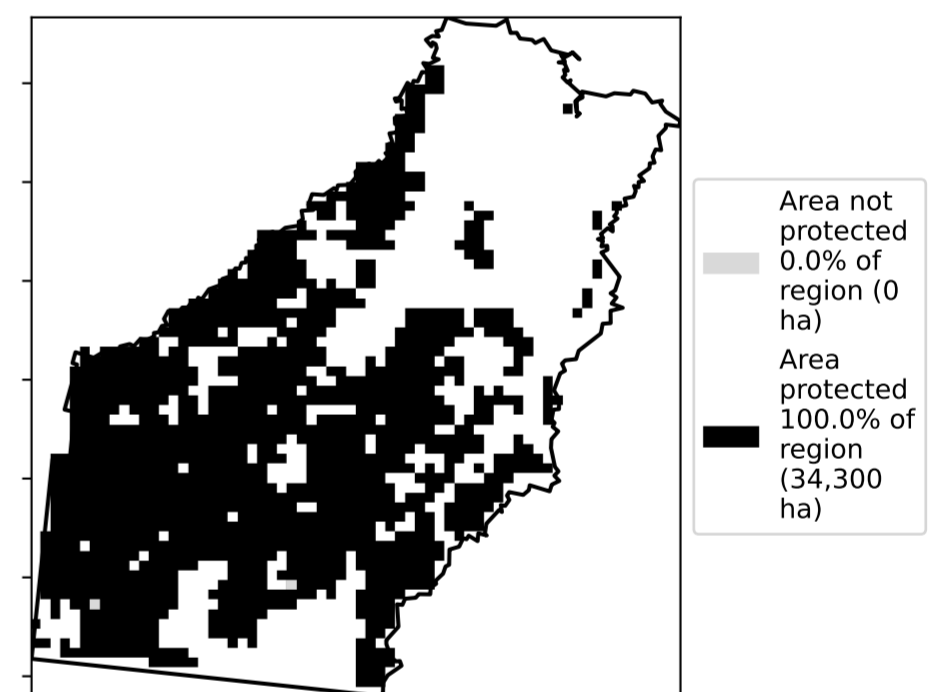 Area not
protected
0.0% of
region (0
ha)
Area
protected
100.0% of
region
(34,300
ha)